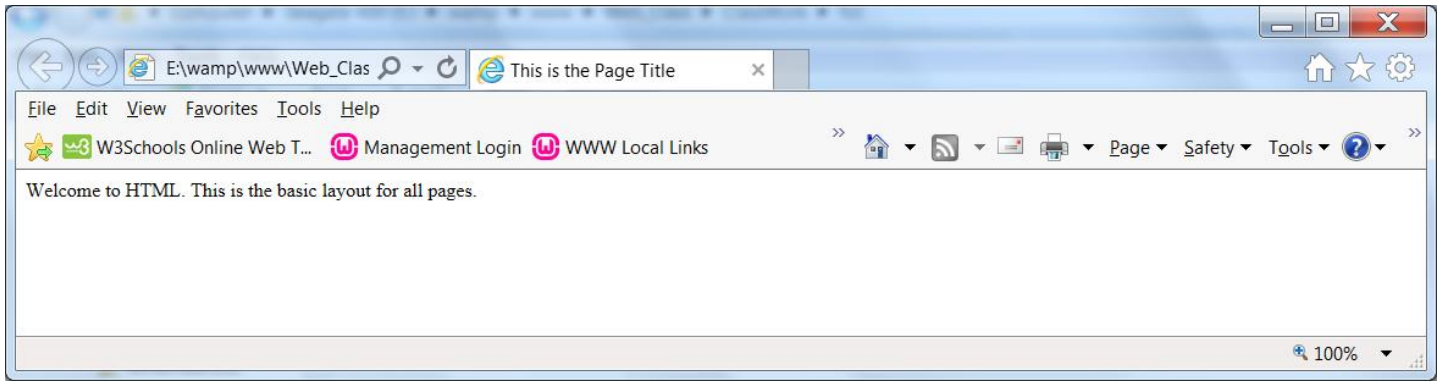 E:\wamp\www\Web_Clas This is the Page Title
File Edit View Favorites Tools Help
W3Schools Online Web T... Management Login WWW Local Links Page Safety Tools
Welcome to HTML. This is the basic layout for all pages.
100%